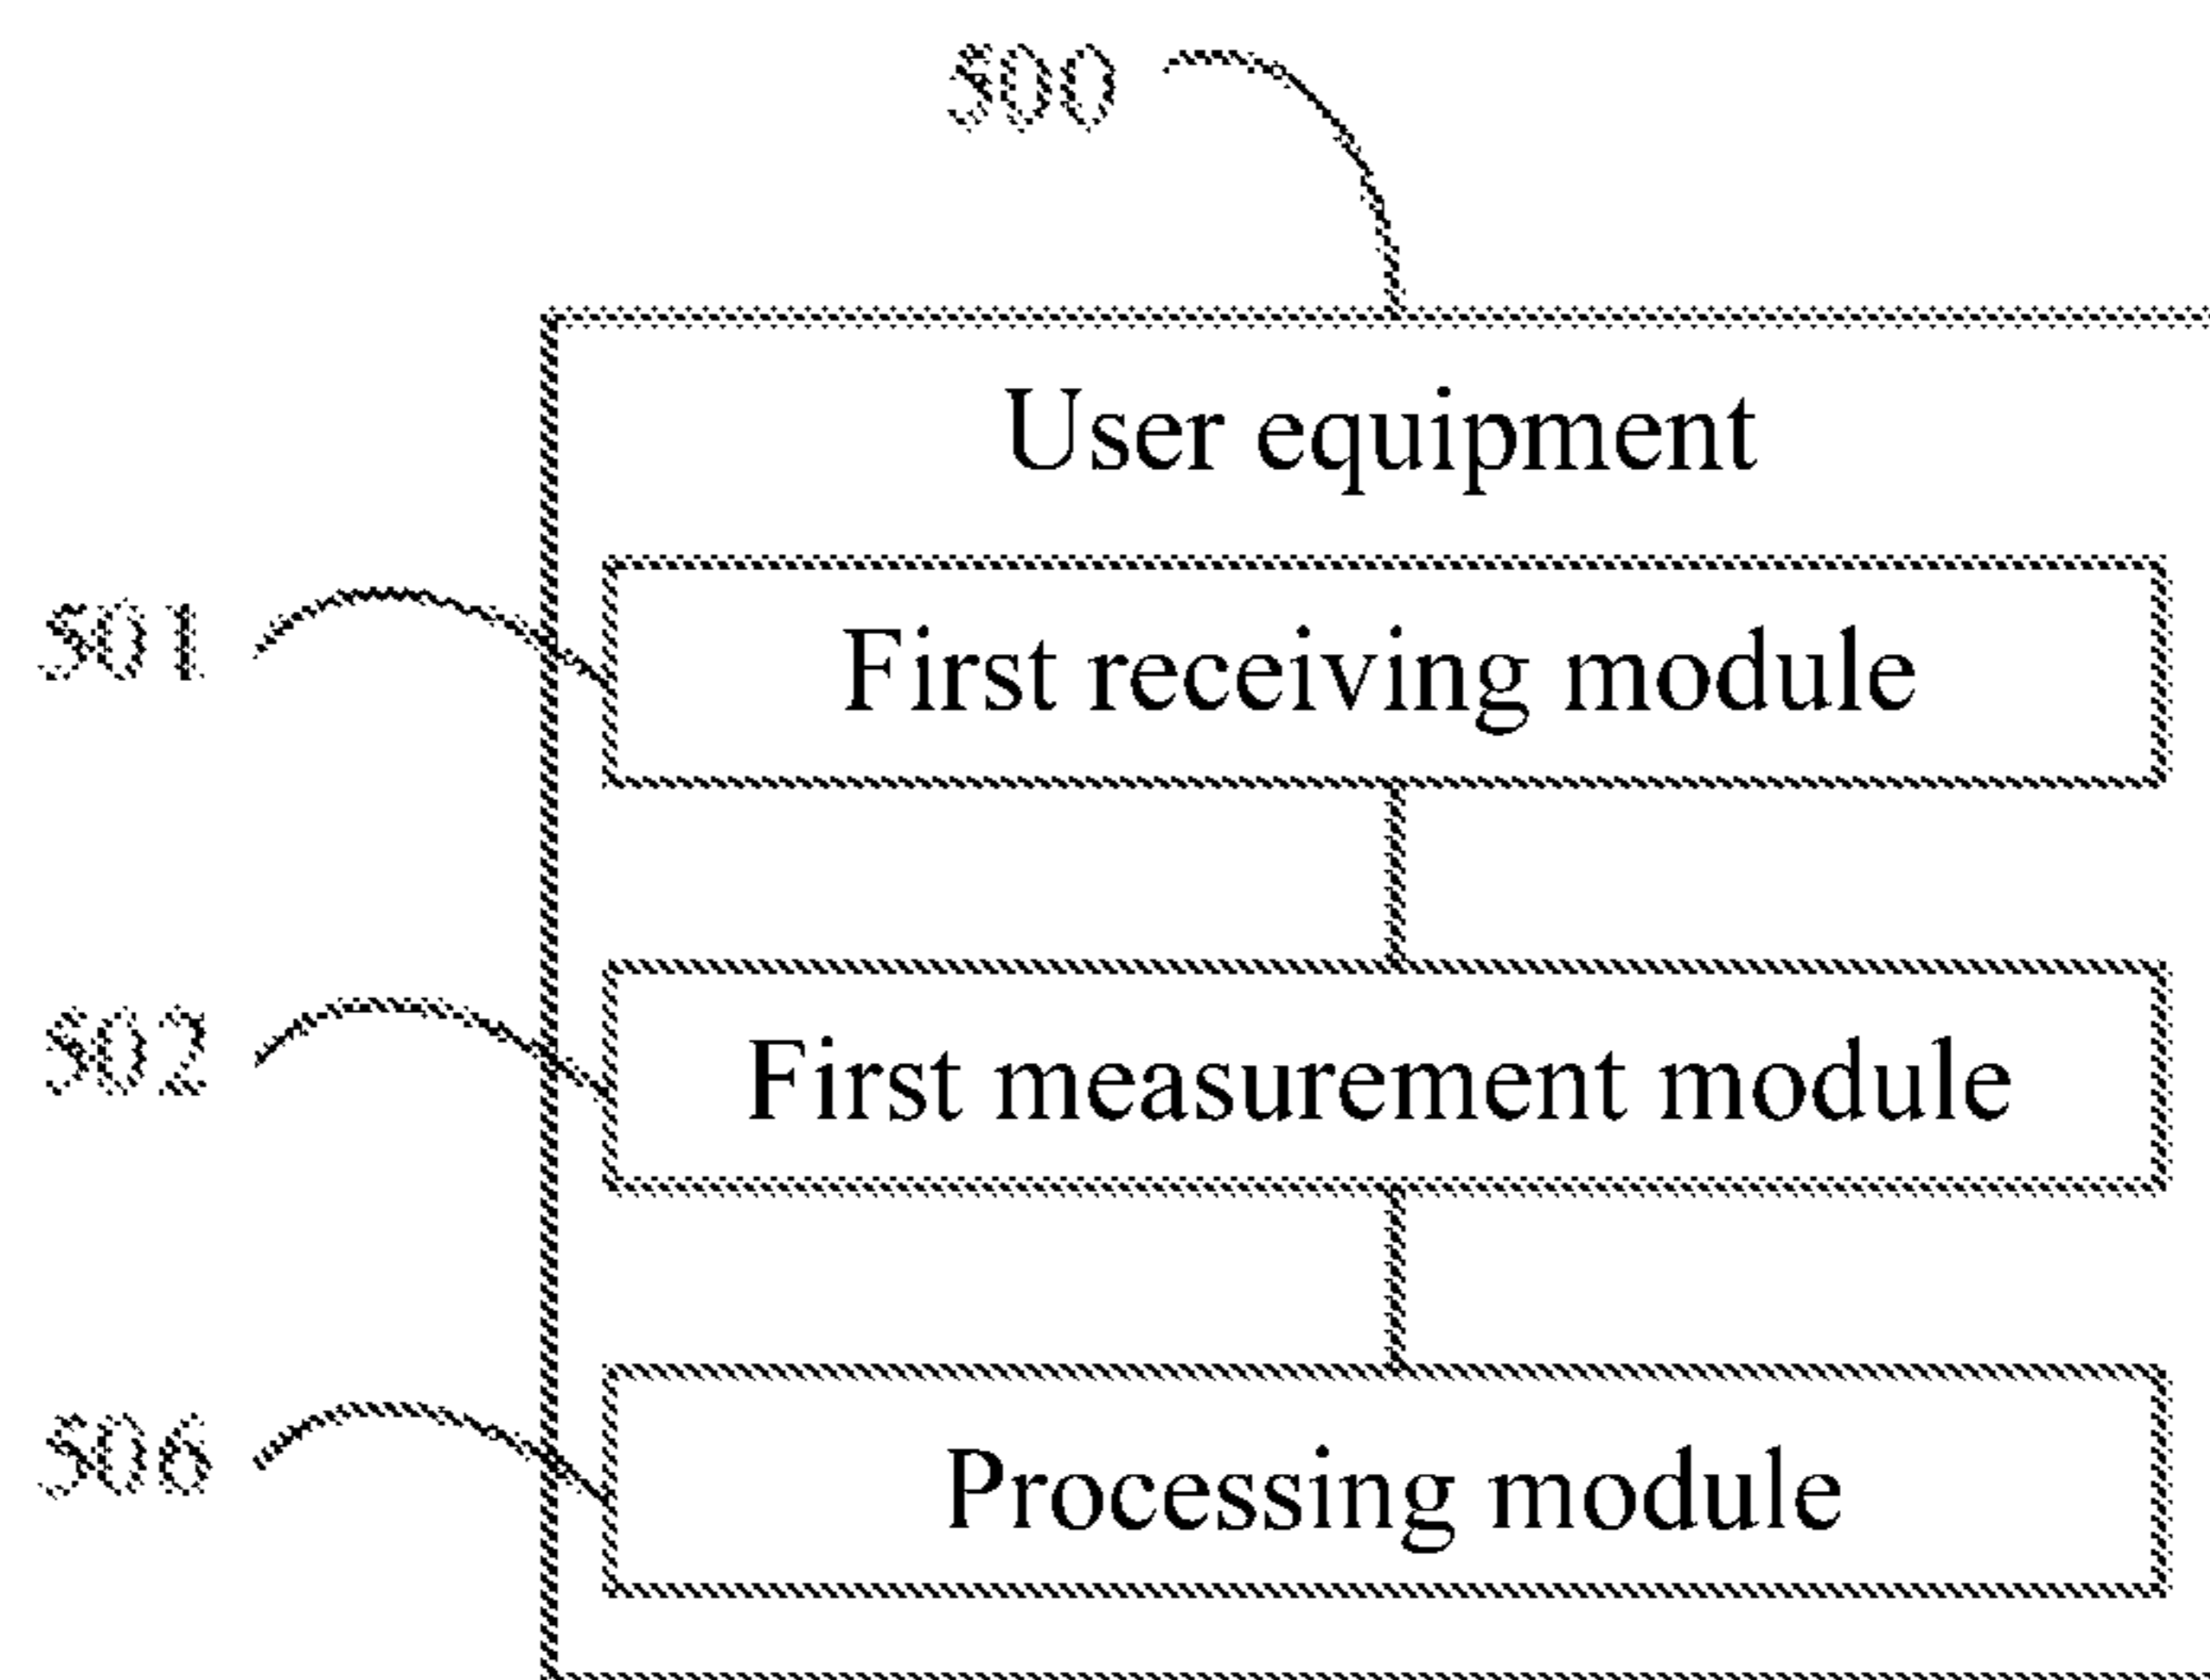 500
User equipment
501
First receiving module
502
First measurement module
506
Processing module